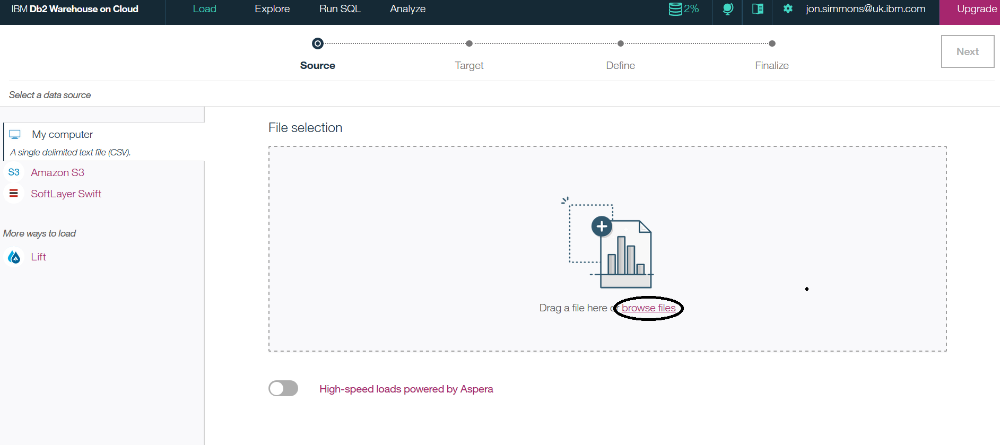 IBM Db2 Warehouse on Cloud Load Explore Run SQL Analyze 2% jon.simmons@uk.ibm.com Upgrade
Source Target Define Finalize Next
Select a data source
My computer
A single delimited text file (CSV).
S3 Amazon S3
SoftLayer Swift
More ways to load
Lift
File selection
Drag a file here or browse files
High-speed loads powered by Aspera